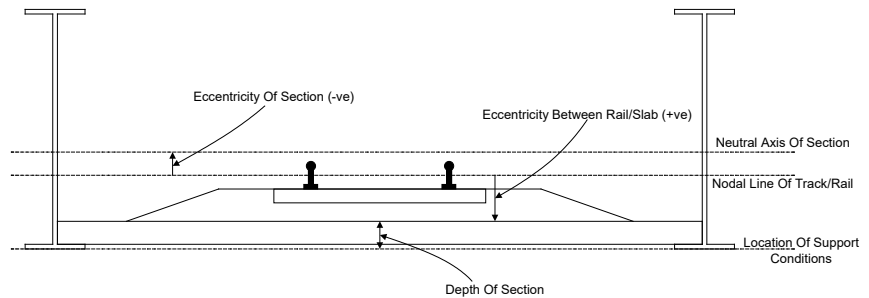 Eccentricity Of Section (-ve)
Eccentricity Between Rail/Slab (+ve)
Neutral Axis Of Section
Nodal Line Of Track/Rail
Location Of Support
Conditions
Depth Of Section